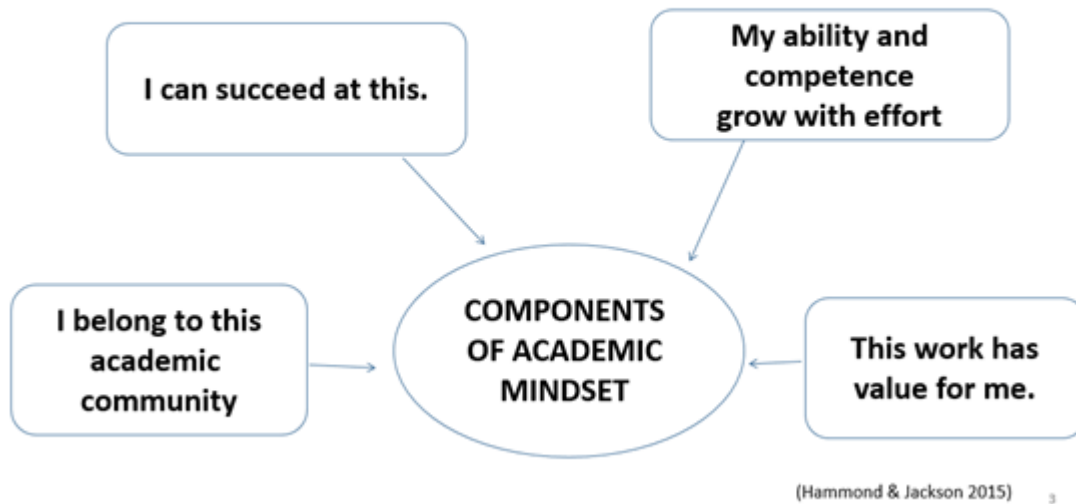 I can succeed at this.
My ability and
competence
grow with effort
I belong to this
academic
community
COMPONENTS
OF ACADEMIC
MINDSET
This work has
value for me.
(Hammond & Jackson 2015)
3